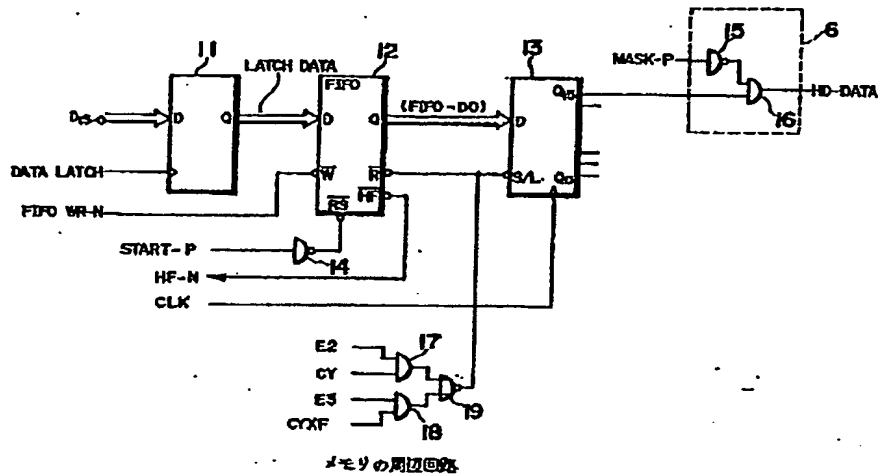 11
12
13
15
6
LATCH DATA
FIFO
(FIFO-DO)
MASK-P
HD-DATA
16
D15-0
D
Q
D
Q
D
Q15
DATA LATCH
W
R
HF
S/L
Q0
FIFO WR-N
RS
START-P
14
HF-N
CLK
E2
17
CY
E3
19
CYXF
18
メモリの周辺回路